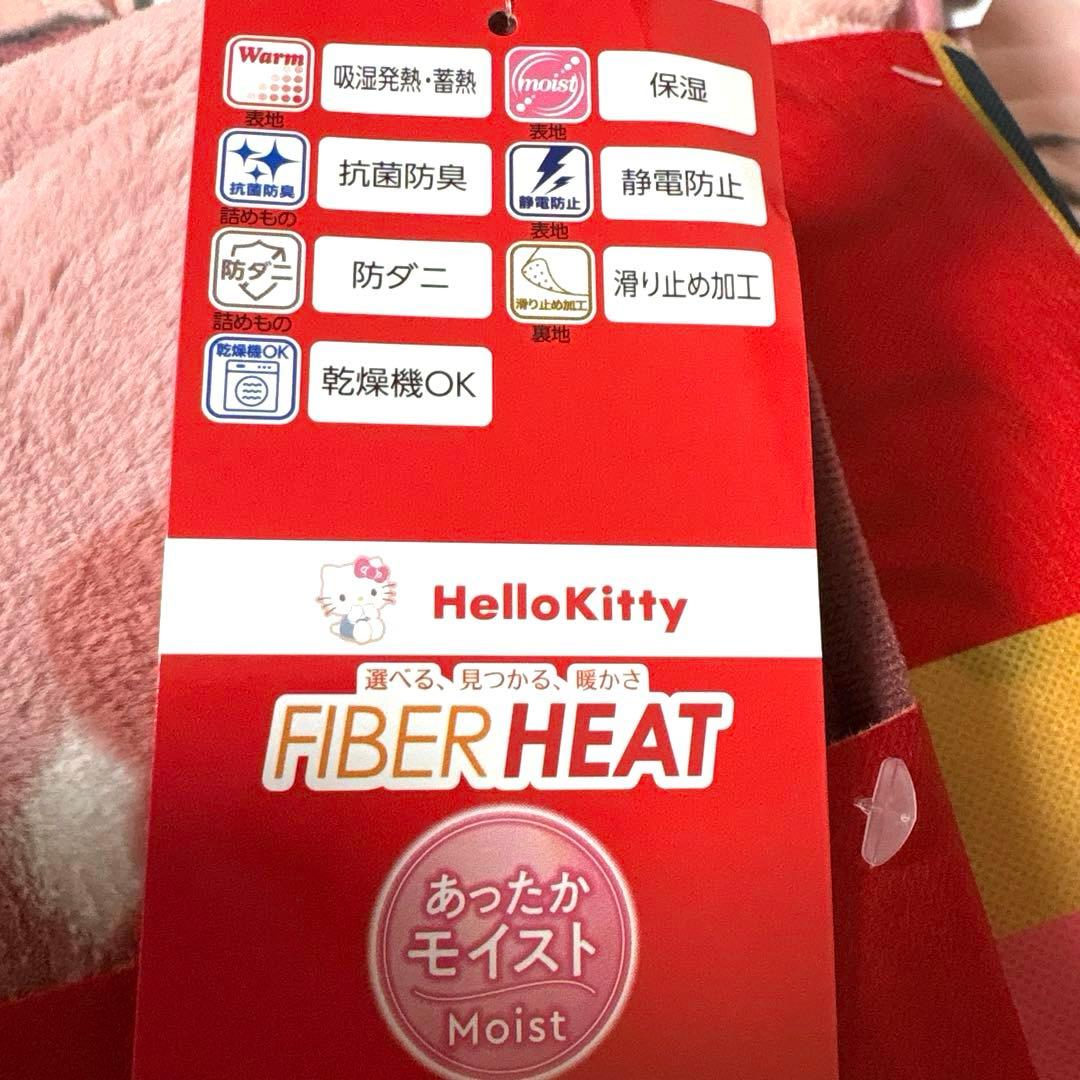 Warm
吸湿発熱・蓄熱
表地
moist
保湿
表地
抗菌防臭
抗菌防臭
詰めもの
静電防止
静電防止
表地
防ダニ
防ダニ
詰めもの
滑り止め加工
滑り止め加工
裏地
乾燥機OK
乾燥機OK
HelloKitty
選べる、見つかる、暖かさ
FIBER HEAT
あったか
モイスト
Moist